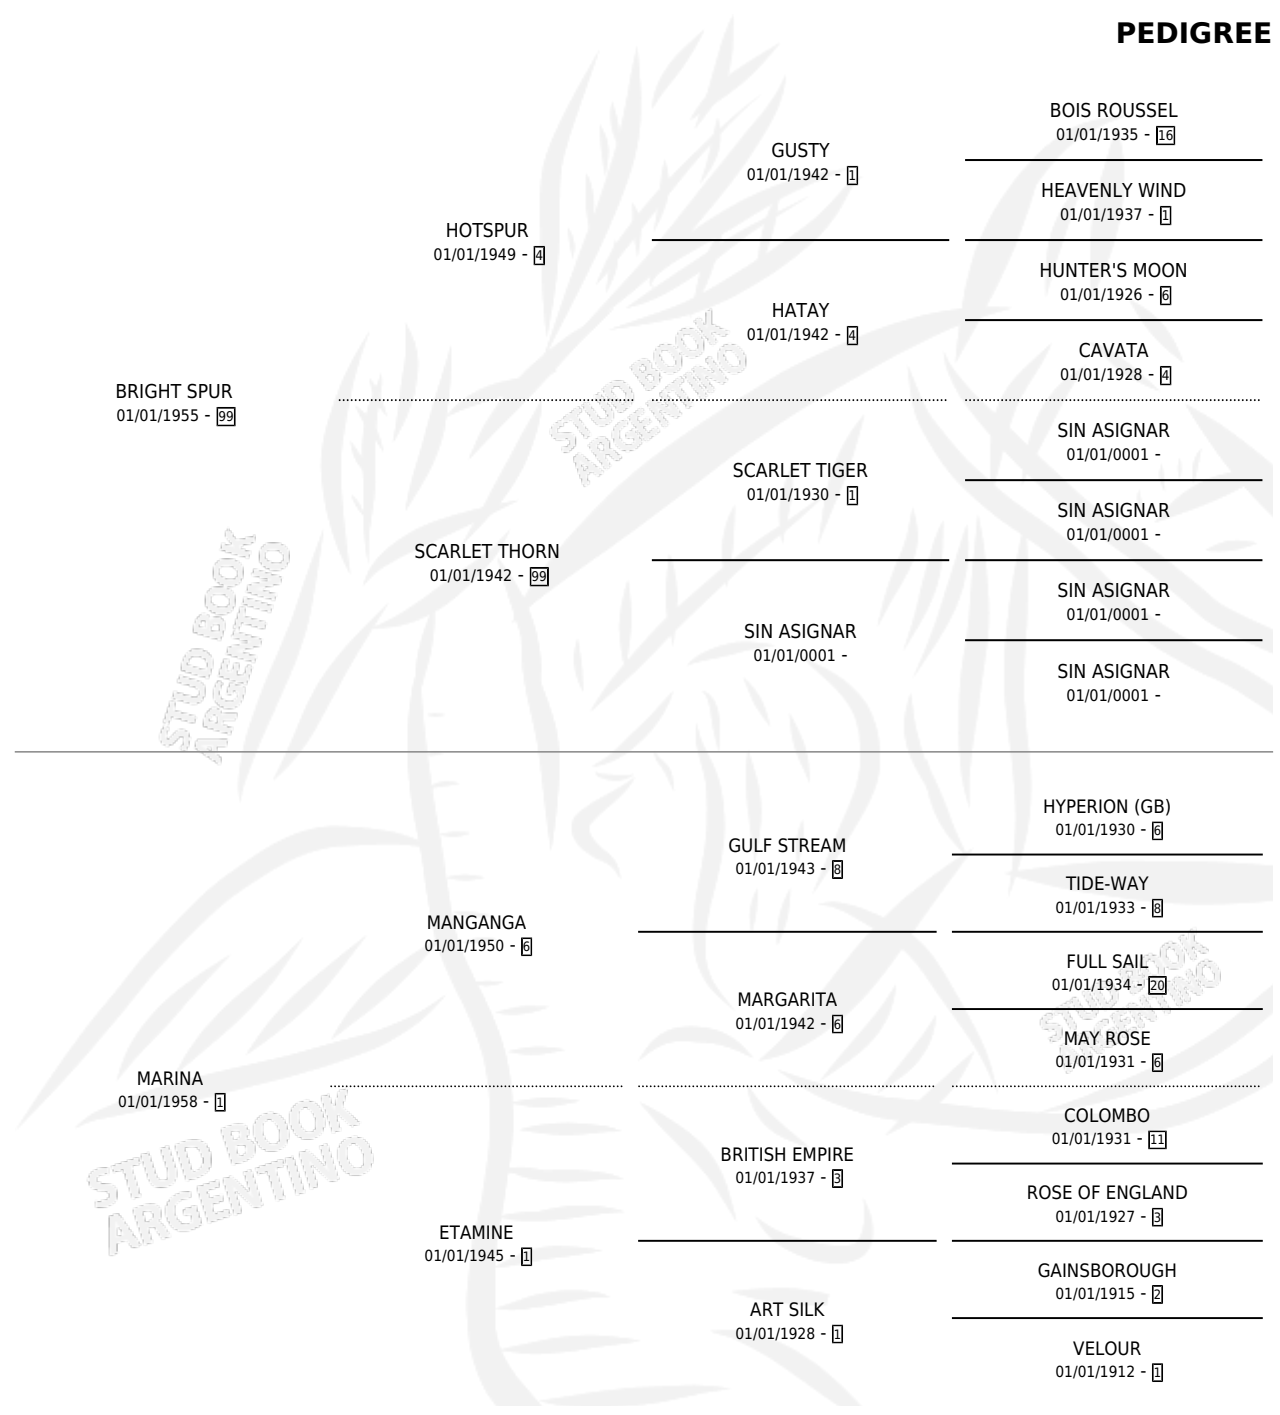 PEDIGREE
BOIS ROUSSEL
01/01/1935 - 16
GUSTY
01/01/1942 - 1
HEAVENLY WIND
01/01/1937 - 1
HOTSPUR
01/01/1949 - 4
HUNTER'S MOON
01/01/1926 - 6
HATAY
01/01/1942 - 4
CAVATA
01/01/1928 - 4
BRIGHT SPUR
01/01/1955 - 99
STUD BOOK
ARGENTINO
SIN ASIGNAR
01/01/0001 -
SCARLET TIGER
01/01/1930 - 1
SIN ASIGNAR
01/01/0001 -
SCARLET THORN
01/01/1942 - 99
SIN ASIGNAR
01/01/0001 -
SIN ASIGNAR
01/01/0001 -
SIN ASIGNAR
01/01/0001 -
STUD BOOK
ARGENTINO
HYPERION (GB)
01/01/1930 - 6
GULF STREAM
01/01/1943 - 8
TIDE-WAY
01/01/1933 - 8
MANGANGA
01/01/1950 - 6
FULL SAIL
01/01/1934 - 20
MARGARITA
01/01/1942 - 6
STUD BOOK
ARGENTINO
MAY ROSE
01/01/1931 - 6
MARINA
01/01/1958 - 1
COLOMBO
01/01/1931 - 11
BRITISH EMPIRE
01/01/1937 - 3
STUD BOOK
ARGENTINO
ROSE OF ENGLAND
01/01/1927 - 3
ETAMINE
01/01/1945 - 1
GAINSBOROUGH
01/01/1915 - 2
ART SILK
01/01/1928 - 1
VELOUR
01/01/1912 - 1